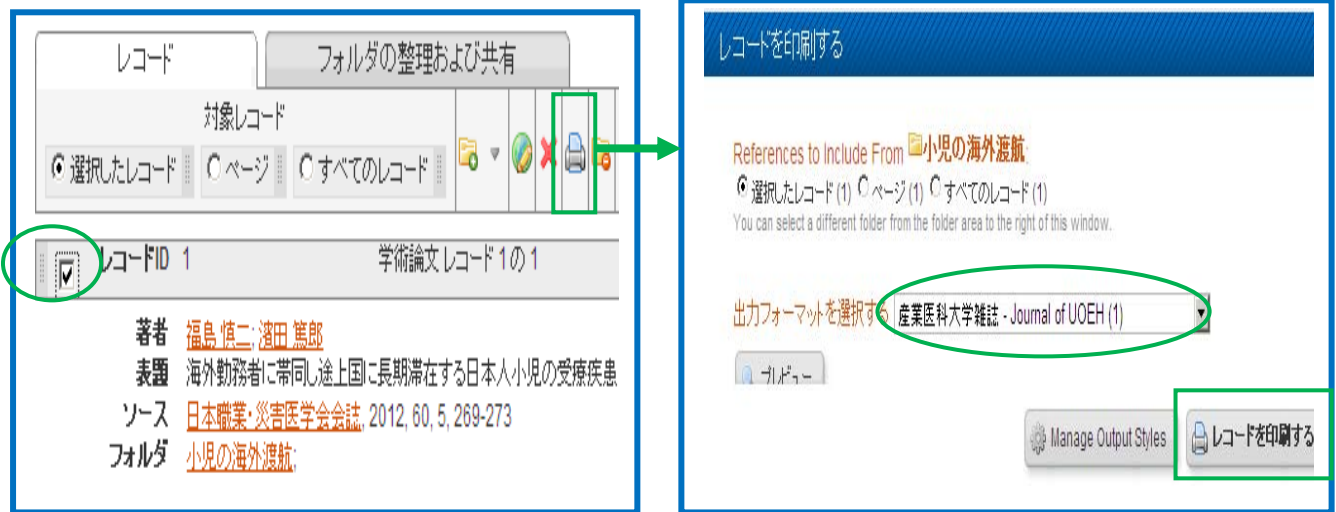 レコード
フォルダの整理および共有
対象レコード
選択したレコード ページ すべてのレコード
レコードID 1 学術論文 レコード 1 の 1
著者 福島 慎二; 濱田 篤郎
表題 海外勤務者に帯同し途上国に長期滞在する日本人小児の受療疾患
ソース 日本職業・災害医学会会誌, 2012, 60, 5, 269-273
フォルダ 小児の海外渡航;
レコードを印刷する
References to Include From 小児の海外渡航:
選択したレコード (1) ページ (1) すべてのレコード (1)
You can select a different folder from the folder area to the right of this window.
出力フォーマットを選択する 産業医科大学雑誌 - Journal of UOEH (1)
プレビュー
Manage Output Styles レコードを印刷する